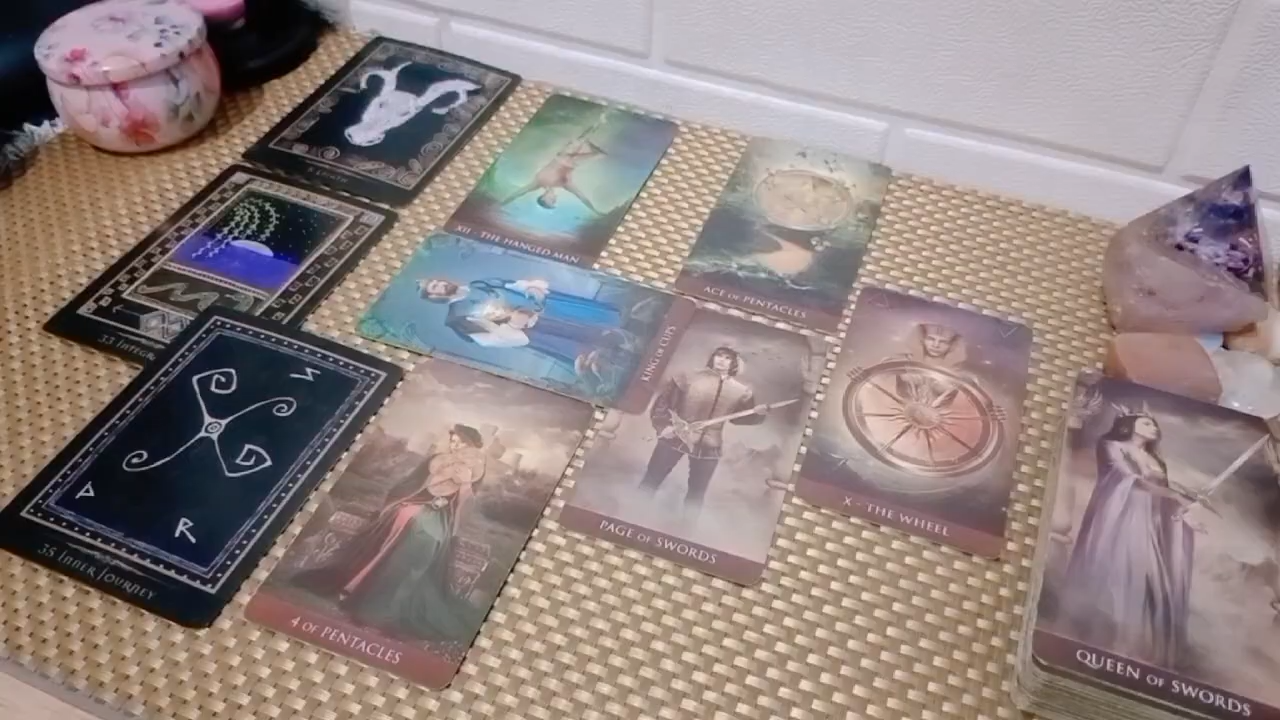 XII - THE HANGED MAN
ACE OF PENTACLES
KING OF CUPS
35 INNER JOURNEY
4 OF PENTACLES
PAGE OF SWORDS
X - THE WHEEL
QUEEN OF SWORDS